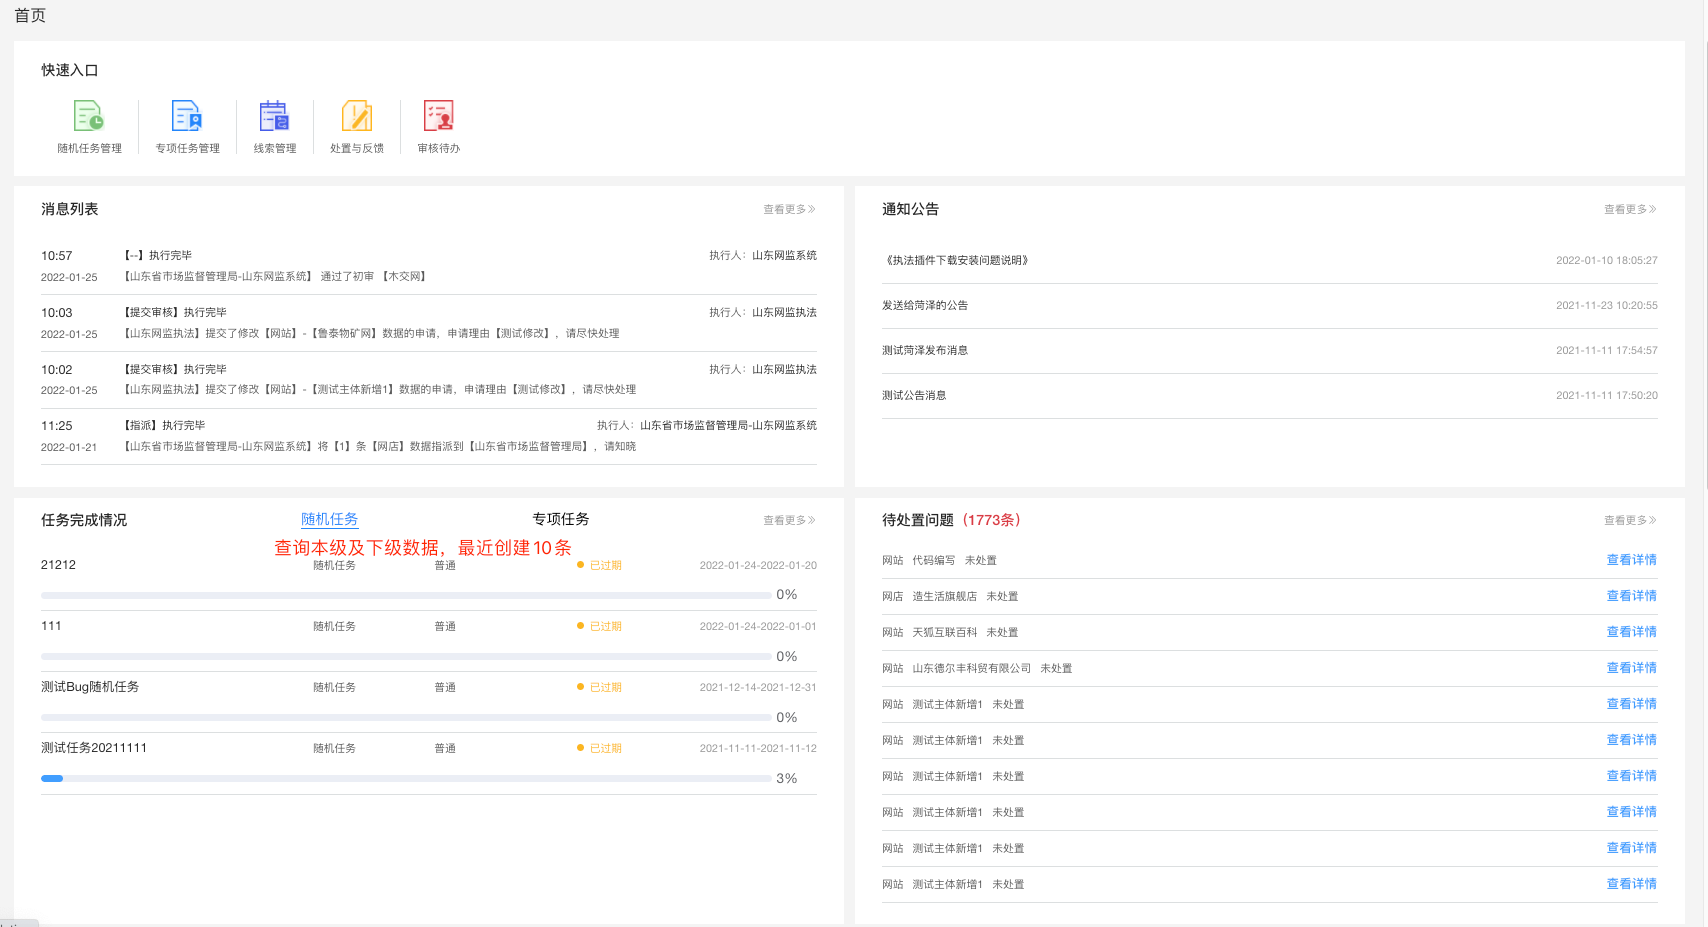 首页
快速入口
随机任务管理
专项任务管理
线索管理
处置与反馈
审核待办
消息列表
查看更多
10:57 【--】执行完毕 执行人：山东网监系统
2022-01-25 【山东省市场监督管理局-山东网监系统】 通过了初审 【木交网】
10:03 【提交审核】执行完毕 执行人：山东网监执法
2022-01-25 【山东网监执法】提交了修改【网站】-【鲁泰物矿网】数据的申请，申请理由【测试修改】，请尽快处理
10:02 【提交审核】执行完毕 执行人：山东网监执法
2022-01-25 【山东网监执法】提交了修改【网站】-【测试主体新增1】数据的申请，申请理由【测试修改】，请尽快处理
11:25 【指派】执行完毕 执行人：山东省市场监督管理局-山东网监系统
2022-01-21 【山东省市场监督管理局-山东网监系统】将【1】条【网店】数据指派到【山东省市场监督管理局】，请知晓
通知公告
查看更多
《执法插件下载安装问题说明》 2022-01-10 18:05:27
发送给菏泽的公告 2021-11-23 10:20:55
测试菏泽发布消息 2021-11-11 17:54:57
测试公告消息 2021-11-11 17:50:20
任务完成情况 随机任务 专项任务 查看更多
查询本级及下级数据，最近创建10条
21212 随机任务 普通 已过期 2022-01-24-2022-01-20
0%
111 随机任务 普通 已过期 2022-01-24-2022-01-01
0%
测试Bug随机任务 随机任务 普通 已过期 2021-12-14-2021-12-31
0%
测试任务20211111 随机任务 普通 已过期 2021-11-11-2021-11-12
3%
待处置问题（1773条） 查看更多
网站 代码编写 未处置 查看详情
网店 造生活旗舰店 未处置 查看详情
网站 天狐互联百科 未处置 查看详情
网站 山东德尔丰科贸有限公司 未处置 查看详情
网站 测试主体新增1 未处置 查看详情
网站 测试主体新增1 未处置 查看详情
网站 测试主体新增1 未处置 查看详情
网站 测试主体新增1 未处置 查看详情
网站 测试主体新增1 未处置 查看详情
网站 测试主体新增1 未处置 查看详情